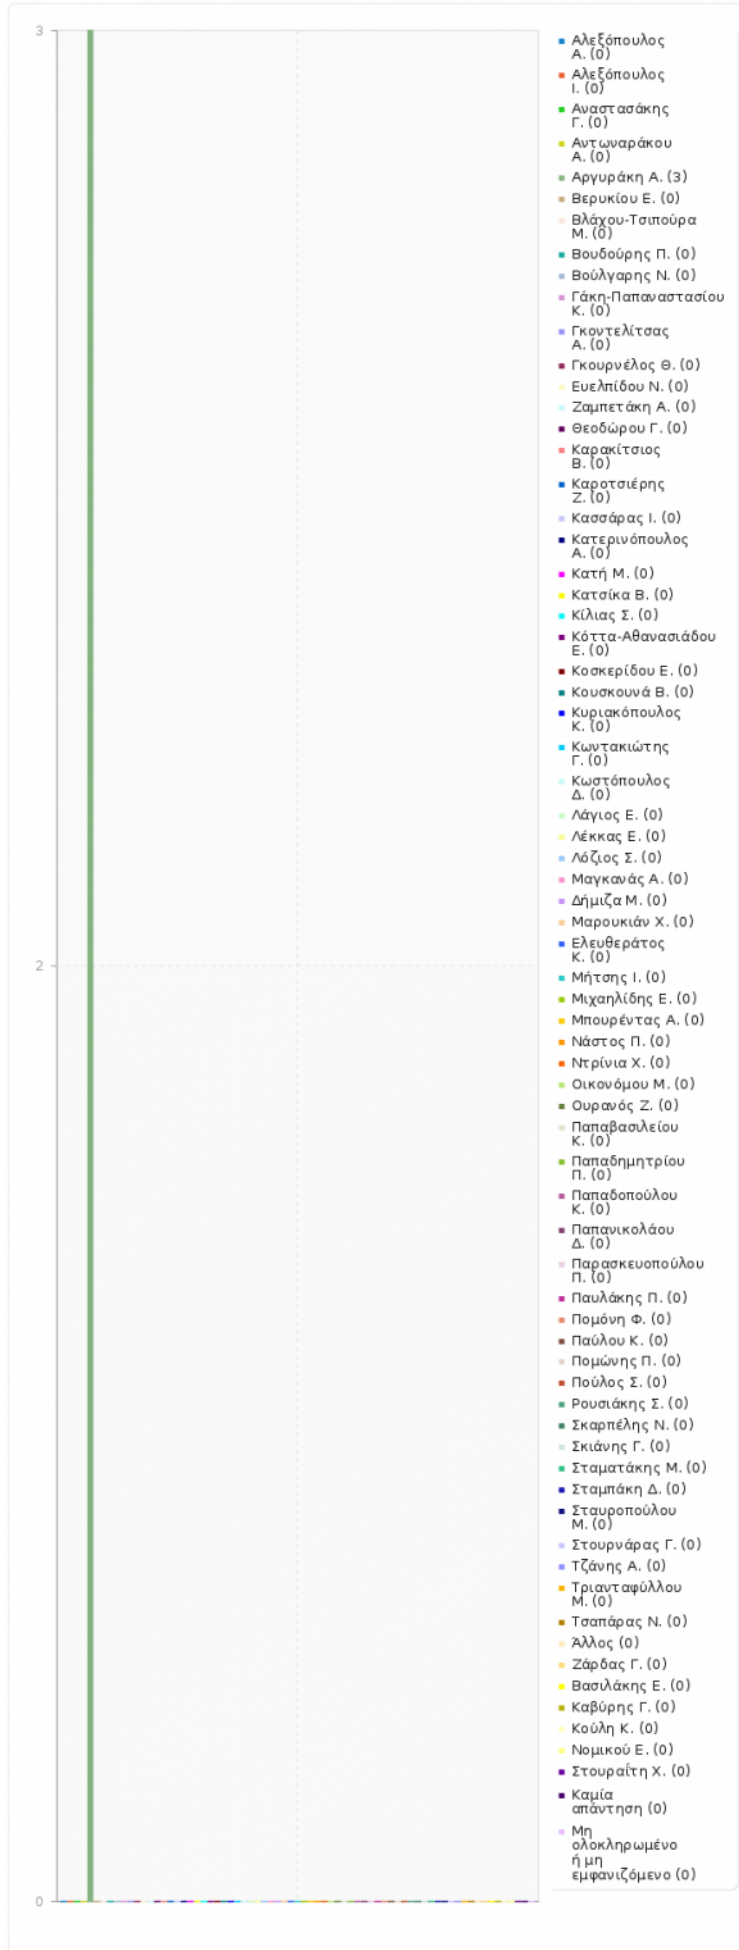 3
2
0
Αλεξόπουλος
Α. (0)
Αλεξόπουλος
Ι. (0)
Αναστασάκης
Γ. (0)
Αντωναράκου
Α. (0)
Αργυράκη Α. (3)
Βερυκίου Ε. (0)
Βλάχου-Τσιπούρα
Μ. (0)
Βουδούρης Π. (0)
Βούλγαρης Ν. (0)
Γάκη-Παπαναστασίου
Κ. (0)
Γκοντελίτσας
Α. (0)
Γκουρνέλος Θ. (0)
Ευελπίδου Ν. (0)
Ζαμπετάκη Α. (0)
Θεοδώρου Γ. (0)
Καρακίτσιος
Β. (0)
Καροτσιέρης
Ζ. (0)
Κασσάρας Ι. (0)
Κατερινόπουλος
Α. (0)
Κατή Μ. (0)
Κατσίκα Β. (0)
Κίλιας Σ. (0)
Κόττα-Αθανασιάδου
Ε. (0)
Κοσκερίδου Ε. (0)
Κουσκουνά Β. (0)
Κυριακόπουλος
Κ. (0)
Κωντακιώτης
Γ. (0)
Κωστόπουλος
Δ. (0)
Λάγιος Ε. (0)
Λέκκας Ε. (0)
Λόζιος Σ. (0)
Μαγκανάς Α. (0)
Δήμιζα Μ. (0)
Μαρουκιάν Χ. (0)
Ελευθεράτος
Κ. (0)
Μήτσης Ι. (0)
Μιχαηλίδης Ε. (0)
Μπουρέντας Α. (0)
Νάστος Π. (0)
Ντρίνια Χ. (0)
Οικονόμου Μ. (0)
Ουρανός Ζ. (0)
Παπαβασιλείου
Κ. (0)
Παπαδημητρίου
Π. (0)
Παπαδοπούλου
Κ. (0)
Παπανικολάου
Δ. (0)
Παρασκευοπούλου
Π. (0)
Παυλάκης Π. (0)
Πομόνη Φ. (0)
Παύλου Κ. (0)
Πομώνης Π. (0)
Πούλος Σ. (0)
Ρουσιάκης Σ. (0)
Σκαρπέλης Ν. (0)
Σκιάνης Γ. (0)
Σταματάκης Μ. (0)
Σταμπάκη Δ. (0)
Σταυροπούλου
Μ. (0)
Στουρνάρας Γ. (0)
Τζάνης Α. (0)
Τριανταφύλλου
Μ. (0)
Τσαπάρας Ν. (0)
Άλλος (0)
Ζάρδας Γ. (0)
Βασιλάκης Ε. (0)
Καβύρης Γ. (0)
Κούλη Κ. (0)
Νομικού Ε. (0)
Στουραΐτη Χ. (0)
Καμία
απάντηση (0)
Μη
ολοκληρωμένο
ή μη
εμφανιζόμενο (0)